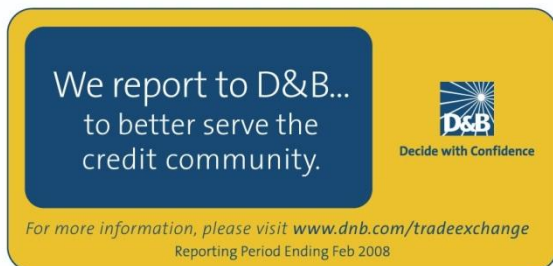 We report to D&B...
to better serve the
credit community.
D&B
Decide with Confidence
For more information, please visit www.dnb.com/tradeexchange
Reporting Period Ending Feb 2008